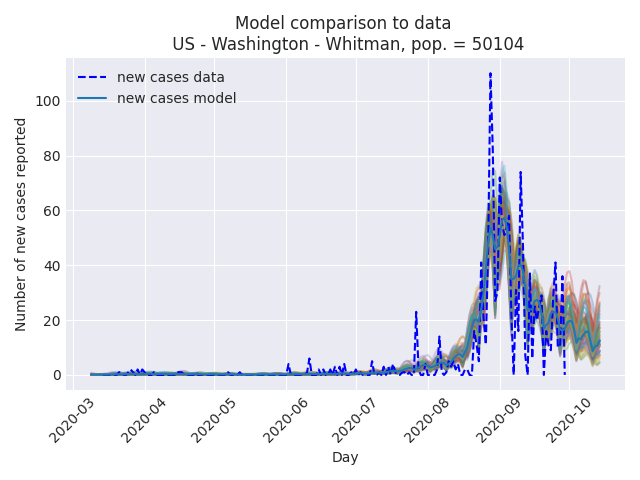 Model comparison to data
US - Washington - Whitman, pop. = 50104
new cases data
new cases model
Number of new cases reported
100
80
60
40
20
0
2020-03
2020-04
2020-05
2020-06
2020-07
2020-08
2020-09
2020-10
Day